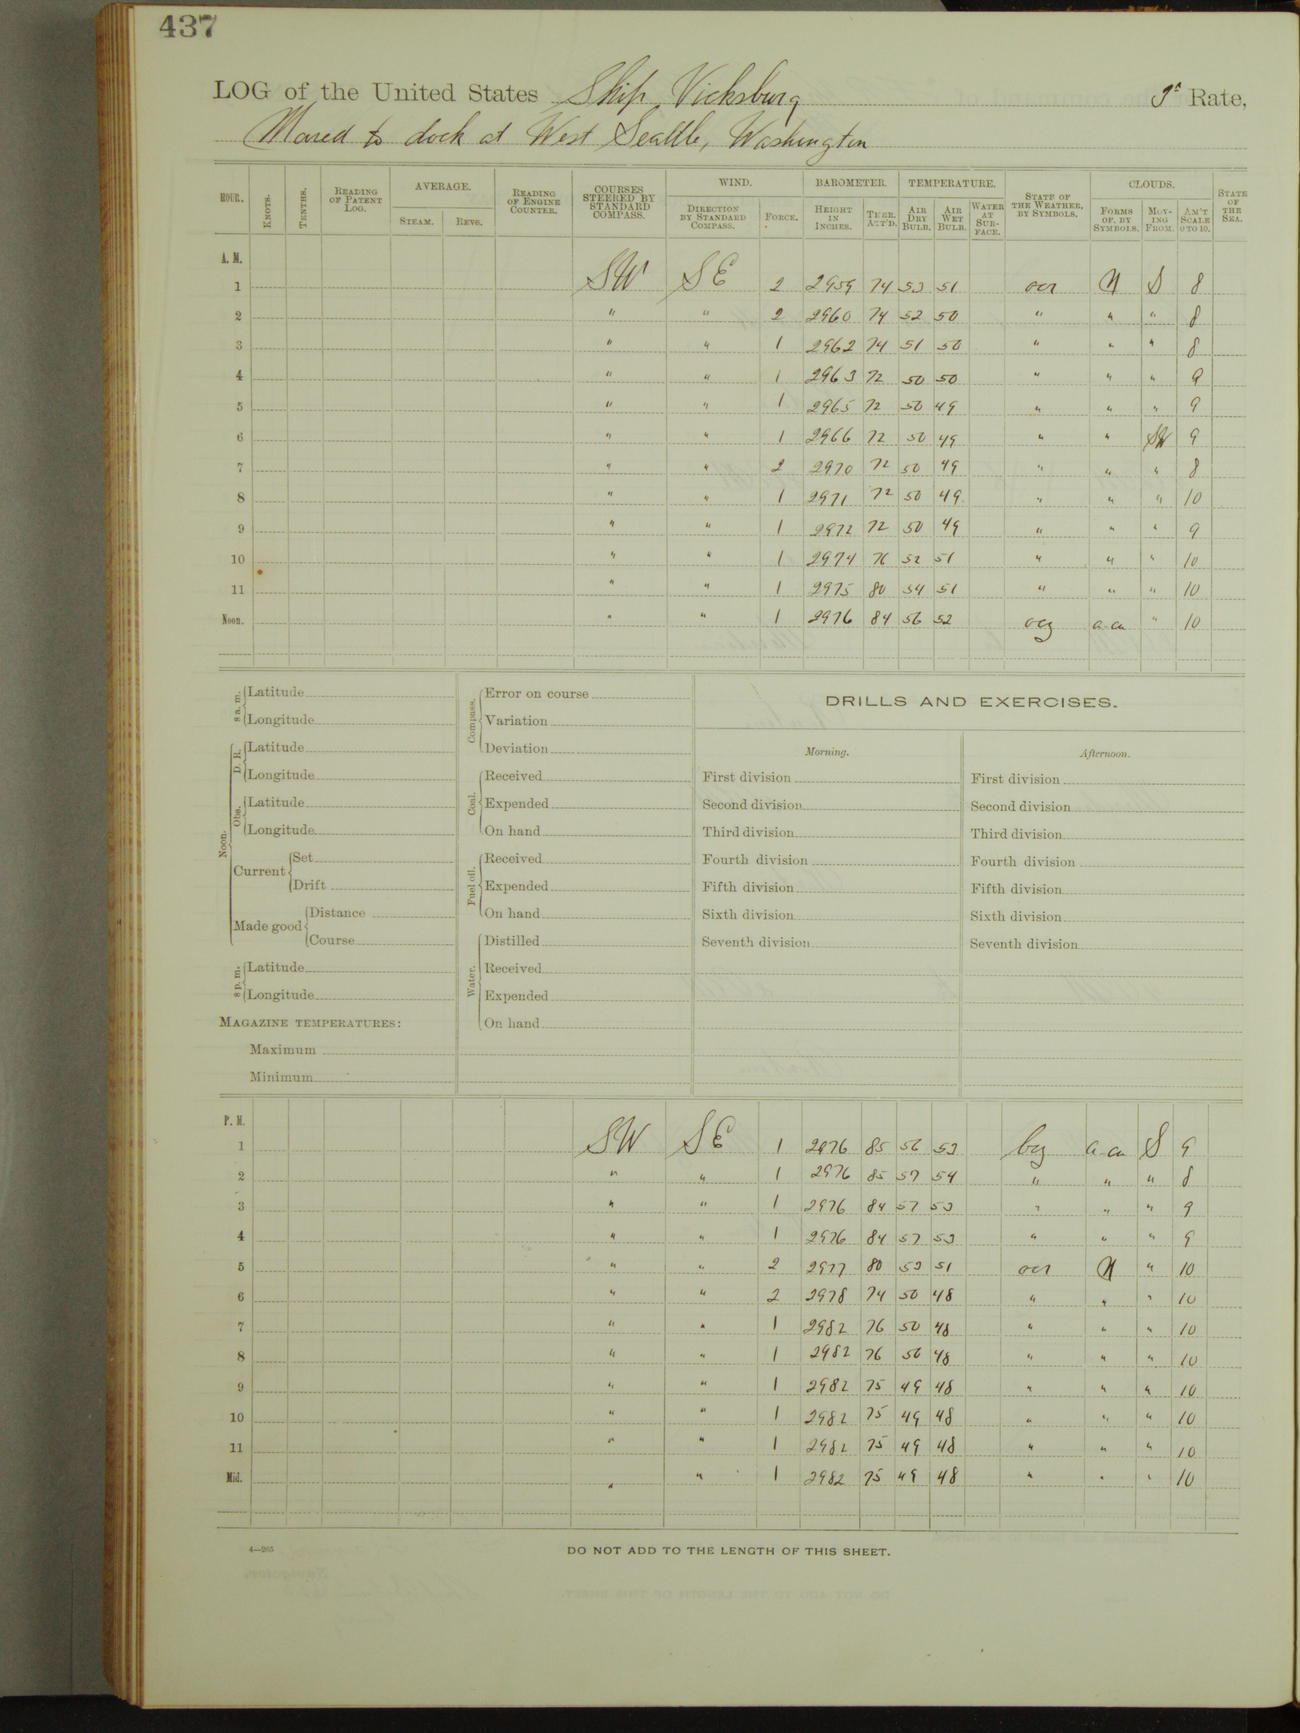 437
LOG of the United States Ship Vicksburg Rate,
Moored to dock at West Seattle, Washington
HOUR. KNOTS. TENTHS. READING OF PATENT LOG. AVERAGE. STEAM. REVS. READING OF ENGINE COUNTER. COURSES STEERED BY STANDARD COMPASS. WIND. DIRECTION BY STANDARD COMPASS. FORCE. BAROMETER. HEIGHT IN INCHES. THER. ATT'D. TEMPERATURE. AIR DRY BULB. AIR WET BULB. WATER AT SURFACE. STATE OF THE WEATHER, BY SYMBOLS. CLOUDS. FORMS OF, BY SYMBOLS. MOVING FROM. AM'T SCALE 0 TO 10. STATE OF THE SEA.
A. M.
1 SW SE 2 2959 74 53 51 ocr N S 8
2 " " 2 2960 74 52 50 " " " 8
3 " " 1 2962 74 51 50 " " " 8
4 " " 1 2963 72 50 50 " " " 9
5 " " 1 2965 72 50 49 " " " 9
6 " " 1 2966 72 50 49 " " SW 9
7 " " 2 2970 72 50 49 " " " 8
8 " " 1 2971 72 50 49 " " " 10
9 " " 1 2972 72 50 49 " " " 9
10 " " 1 2974 76 52 51 " " " 10
11 " " 1 2975 80 54 51 " " " 10
Noon. " " 1 2976 84 56 52 ocg a-cu " 10
8 a. m. Latitude
Longitude
Noon. D. R. Latitude
Longitude
Obs. Latitude
Longitude
Current Set
Drift
Made good Distance
Course
8 p. m. Latitude
Longitude
MAGAZINE TEMPERATURES:
Maximum
Minimum
Compass. Error on course
Variation
Deviation
Coal. Received
Expended
On hand
Fuel oil. Received
Expended
On hand
Water. Distilled
Received
Expended
On hand
DRILLS AND EXERCISES.
Morning.
First division
Second division
Third division
Fourth division
Fifth division
Sixth division
Seventh division
Afternoon.
First division
Second division
Third division
Fourth division
Fifth division
Sixth division
Seventh division
P. M.
1 SW SE 1 2976 85 56 53 bcg a-cu S 9
2 " " 1 2976 85 57 54 " " " 8
3 " " 1 2976 84 57 53 " " " 9
4 " " 1 2976 84 57 53 " " " 9
5 " " 2 2977 80 53 51 ocr N " 10
6 " " 2 2978 74 50 48 " " " 10
7 " " 1 2982 76 50 48 " " " 10
8 " " 1 2982 76 50 48 " " " 10
9 " " 1 2982 75 49 48 " " " 10
10 " " 1 2982 75 49 48 " " " 10
11 " " 1 2982 75 49 48 " " " 10
Mid. " " 1 2982 75 49 48 " " " 10
4—265
DO NOT ADD TO THE LENGTH OF THIS SHEET.